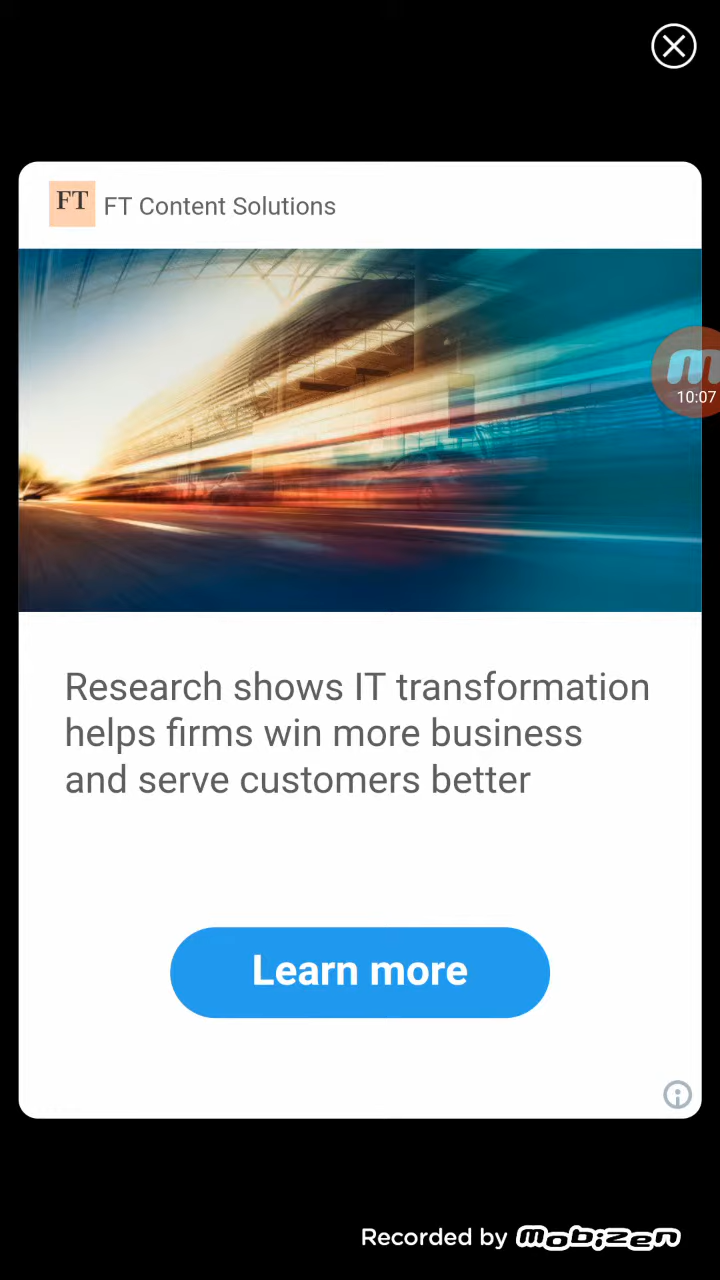 FT FT Content Solutions
10:07
Research shows IT transformation
helps firms win more business
and serve customers better
Learn more
Recorded by mobizen